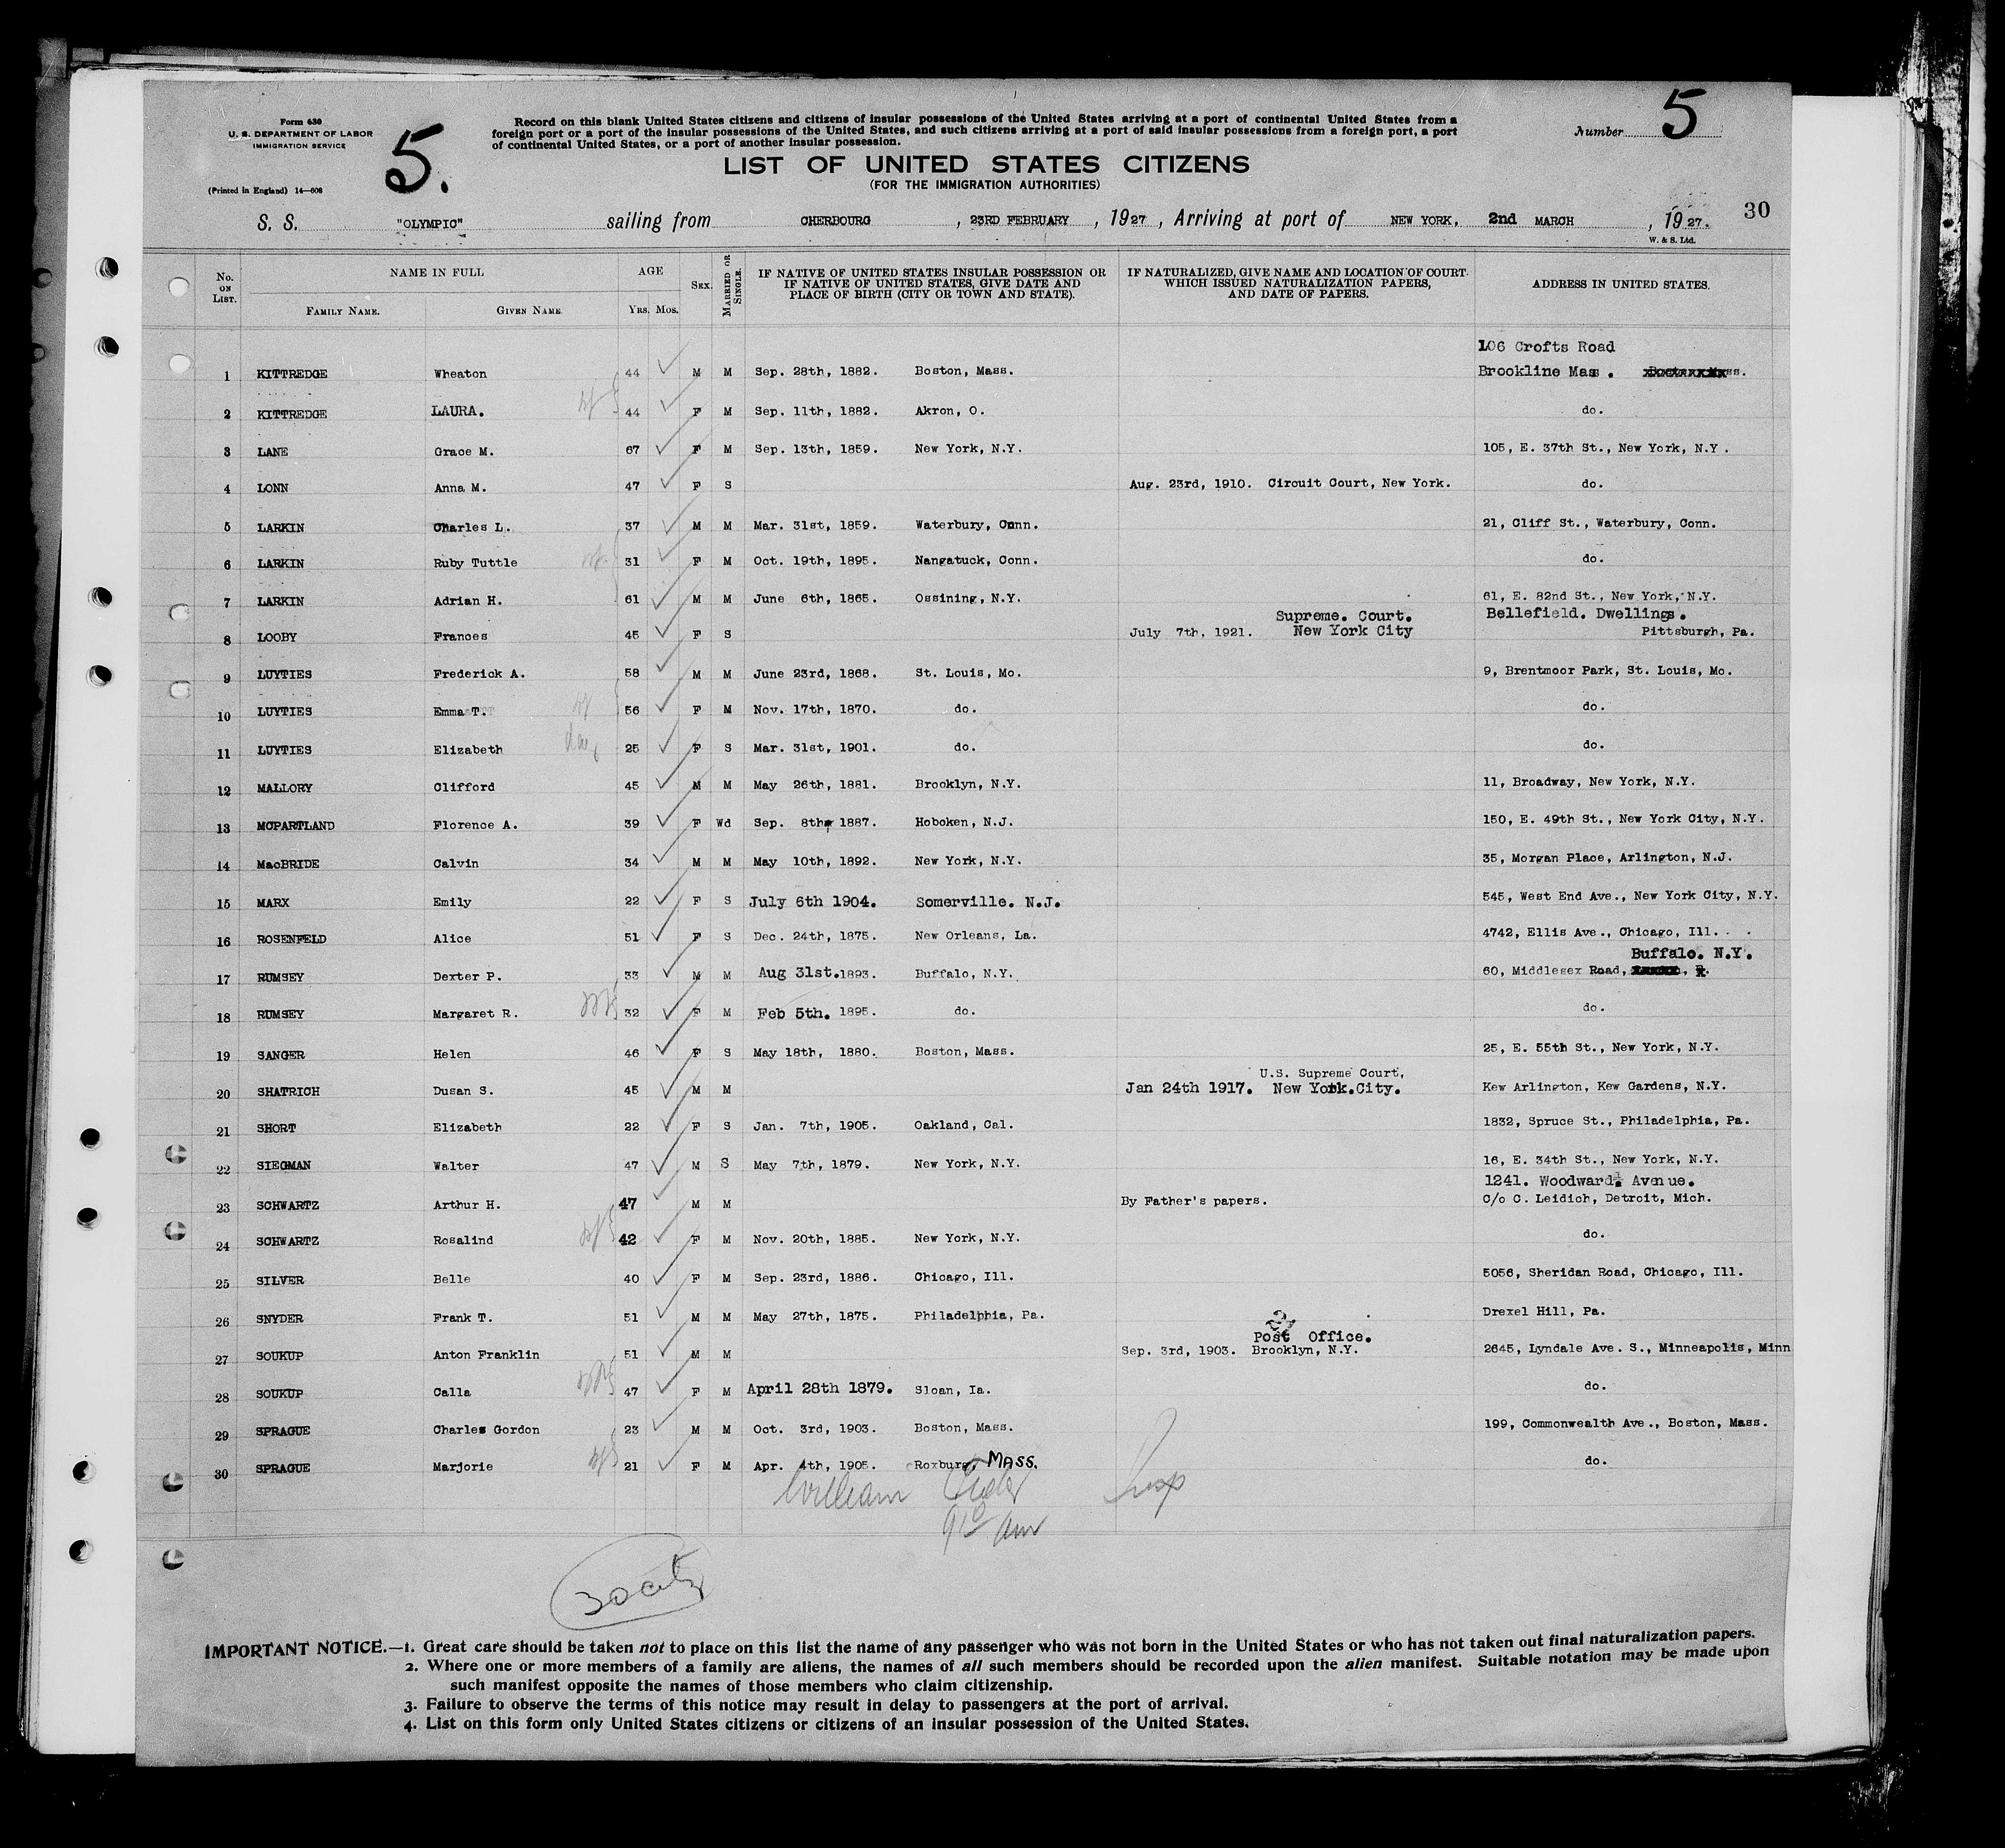 Form 630
U. S. DEPARTMENT OF LABOR
IMMIGRATION SERVICE
(Printed in England) 14—608
5.
Record on this blank United States citizens and citizens of insular possessions of the United States arriving at a port of continental United States from a
foreign port or a port of the insular possessions of the United States, and such citizens arriving at a port of said insular possessions from a foreign port, a port
of continental United States, or a port of another insular possession.
Number 5
LIST OF UNITED STATES CITIZENS
(FOR THE IMMIGRATION AUTHORITIES)
S. S. "OLYMPIC" sailing from CHERBOURG, 23RD FEBRUARY, 1927, Arriving at port of NEW YORK, 2nd MARCH, 1927.
30
W. & S. Ltd.
No. ON LIST. NAME IN FULL AGE SEX. MARRIED OR SINGLE. IF NATIVE OF UNITED STATES INSULAR POSSESSION OR IF NATIVE OF UNITED STATES, GIVE DATE AND PLACE OF BIRTH (CITY OR TOWN AND STATE). IF NATURALIZED, GIVE NAME AND LOCATION OF COURT WHICH ISSUED NATURALIZATION PAPERS, AND DATE OF PAPERS. ADDRESS IN UNITED STATES.
FAMILY NAME. GIVEN NAME. YRS. MOS.
106 Crofts Road
1 KITTREDGE Wheaton 44 M M Sep. 28th, 1882. Boston, Mass. Brookline Mass.
2 KITTREDGE LAURA. 44 F M Sep. 11th, 1882. Akron, O. do.
3 LANE Grace M. 67 F M Sep. 13th, 1859. New York, N.Y. 105, E. 37th St., New York, N.Y.
4 LONN Anna M. 47 F S Aug. 23rd, 1910. Circuit Court, New York. do.
5 LARKIN Charles L. 37 M M Mar. 31st, 1859. Waterbury, Conn. 21, Cliff St., Waterbury, Conn.
6 LARKIN Ruby Tuttle 31 F M Oct. 19th, 1895. Nangatuck, Conn. do.
7 LARKIN Adrian H. 61 M M June 6th, 1865. Ossining, N.Y. 61, E. 82nd St., New York, N.Y.
Supreme. Court. Bellefield. Dwellings.
8 LOOBY Frances 45 F S July 7th, 1921. New York City Pittsburgh, Pa.
9 LUYTIES Frederick A. 58 M M June 23rd, 1868. St. Louis, Mo. 9, Brentmoor Park, St. Louis, Mo.
10 LUYTIES Emma T. 56 F M Nov. 17th, 1870. do. do.
11 LUYTIES Elizabeth 25 F S Mar. 31st, 1901. do. do.
12 MALLORY Clifford 45 M M May 26th, 1881. Brooklyn, N.Y. 11, Broadway, New York, N.Y.
13 MCPARTLAND Florence A. 39 F Wd Sep. 8th, 1887. Hoboken, N.J. 150, E. 49th St., New York City, N.Y.
14 MacBRIDE Calvin 34 M M May 10th, 1892. New York, N.Y. 35, Morgan Place, Arlington, N.J.
15 MARX Emily 22 F S July 6th 1904. Somerville. N.J. 545, West End Ave., New York City, N.Y.
16 ROSENFELD Alice 51 F S Dec. 24th, 1875. New Orleans, La. 4742, Ellis Ave., Chicago, Ill.
Buffalo. N.Y.
17 RUMSEY Dexter P. 33 M M Aug 31st. 1893. Buffalo, N.Y. 60, Middlesex Road,
18 RUMSEY Margaret R. 32 F M Feb 5th. 1895. do. do.
19 SANGER Helen 46 F S May 18th, 1880. Boston, Mass. 25, E. 55th St., New York, N.Y.
U.S. Supreme Court,
20 SHATRICH Dusan S. 45 M M Jan 24th 1917. New York.City. Kew Arlington, Kew Gardens, N.Y.
21 SHORT Elizabeth 22 F S Jan. 7th, 1905. Oakland, Cal. 1832, Spruce St., Philadelphia, Pa.
22 SIEGMAN Walter 47 M S May 7th, 1879. New York, N.Y. 16, E. 34th St., New York, N.Y.
1241. Woodward. Avenue.
23 SCHWARTZ Arthur H. 47 M M By Father's papers. c/o C. Leidich, Detroit, Mich.
24 SCHWARTZ Rosalind 42 F M Nov. 20th, 1885. New York, N.Y. do.
25 SILVER Belle 40 F M Sep. 23rd, 1886. Chicago, Ill. 5056, Sheridan Road, Chicago, Ill.
26 SNYDER Frank T. 51 M M May 27th, 1875. Philadelphia, Pa. Drexel Hill, Pa.
Post Office.
27 SOUKUP Anton Franklin 51 M M Sep. 3rd, 1903. Brooklyn, N.Y. 2645, Lyndale Ave. S., Minneapolis, Minn
28 SOUKUP Calla 47 F M April 28th 1879. Sloan, Ia. do.
29 SPRAGUE Charles Gordon 23 M M Oct. 3rd, 1903. Boston, Mass. 199, Commonwealth Ave., Boston, Mass.
30 SPRAGUE Marjorie 21 F M Apr. 4th, 1905. Roxburg, MASS. do.
William Insp
9 10 am
30 citz
IMPORTANT NOTICE.—1. Great care should be taken not to place on this list the name of any passenger who was not born in the United States or who has not taken out final naturalization papers.
2. Where one or more members of a family are aliens, the names of all such members should be recorded upon the alien manifest. Suitable notation may be made upon
such manifest opposite the names of those members who claim citizenship.
3. Failure to observe the terms of this notice may result in delay to passengers at the port of arrival.
4. List on this form only United States citizens or citizens of an insular possession of the United States.